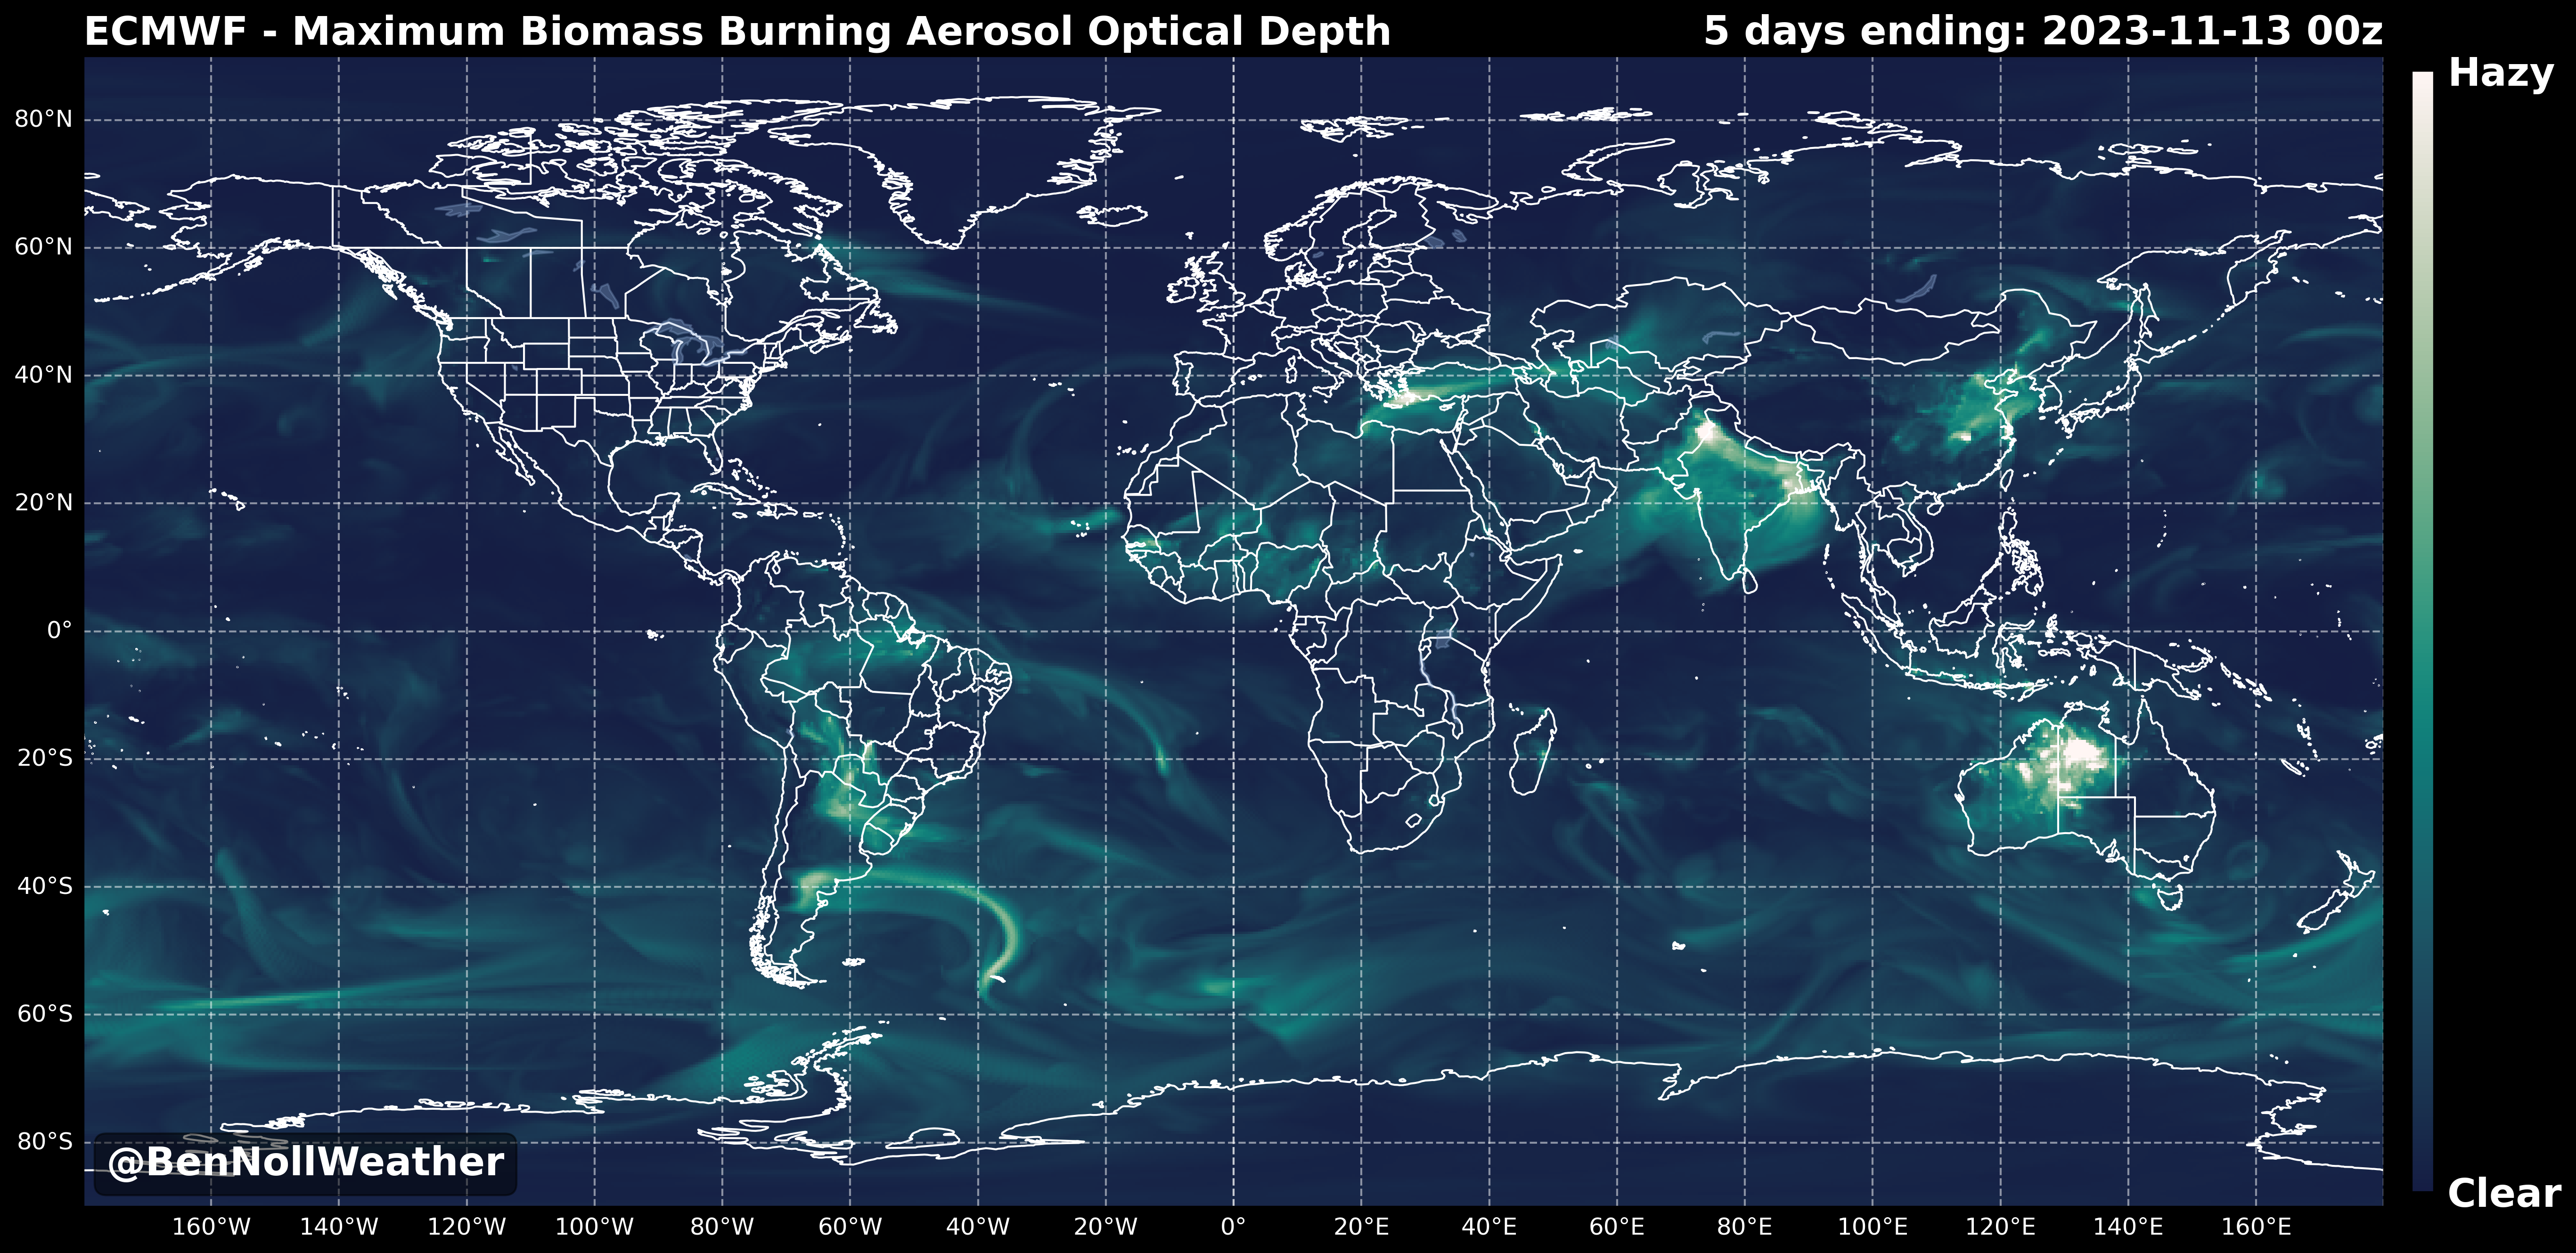 ECMWF - Maximum Biomass Burning Aerosol Optical Depth
5 days ending: 2023-11-13 00z
Hazy
80°N
60°N
40°N
20°N
0°
20°S
40°S
60°S
80°S
@BenNollWeather
Clear
160°W 140°W 120°W 100°W 80°W 60°W 40°W 20°W 0° 20°E 40°E 60°E 80°E 100°E 120°E 140°E 160°E